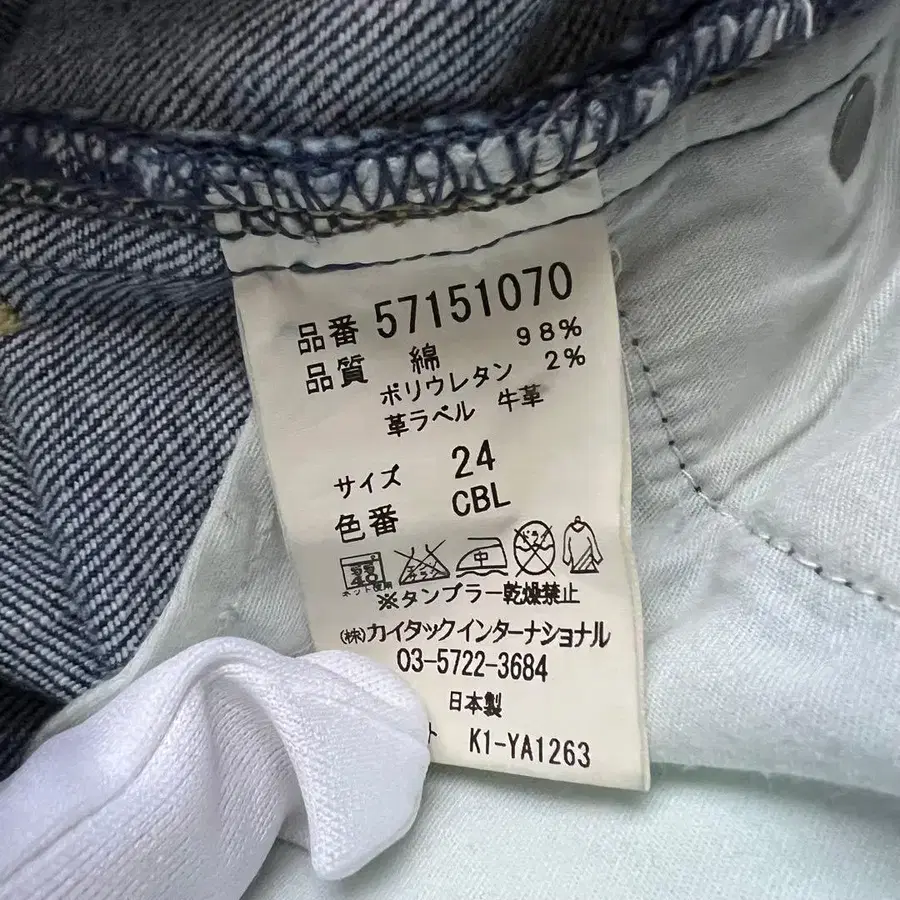 品番 57151070
品質 綿 98%
ポリウレタン 2%
革ラベル 牛革
サイズ 24
色番 CBL
中
※タンブラー乾燥禁止
(株)カイタックインターナショナル
03-5722-3684
日本製
K1-YA1263